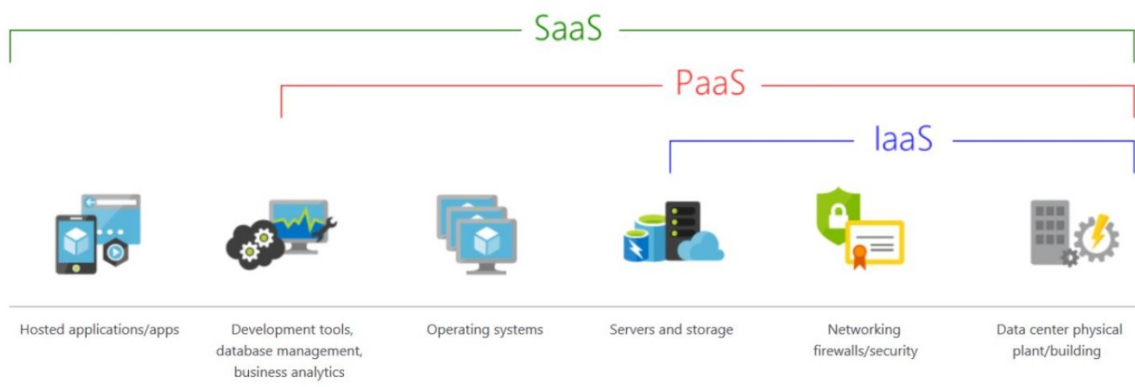 SaaS
PaaS
IaaS
Hosted applications/apps
Development tools,
database management,
business analytics
Operating systems
Servers and storage
Networking
firewalls/security
Data center physical
plant/building